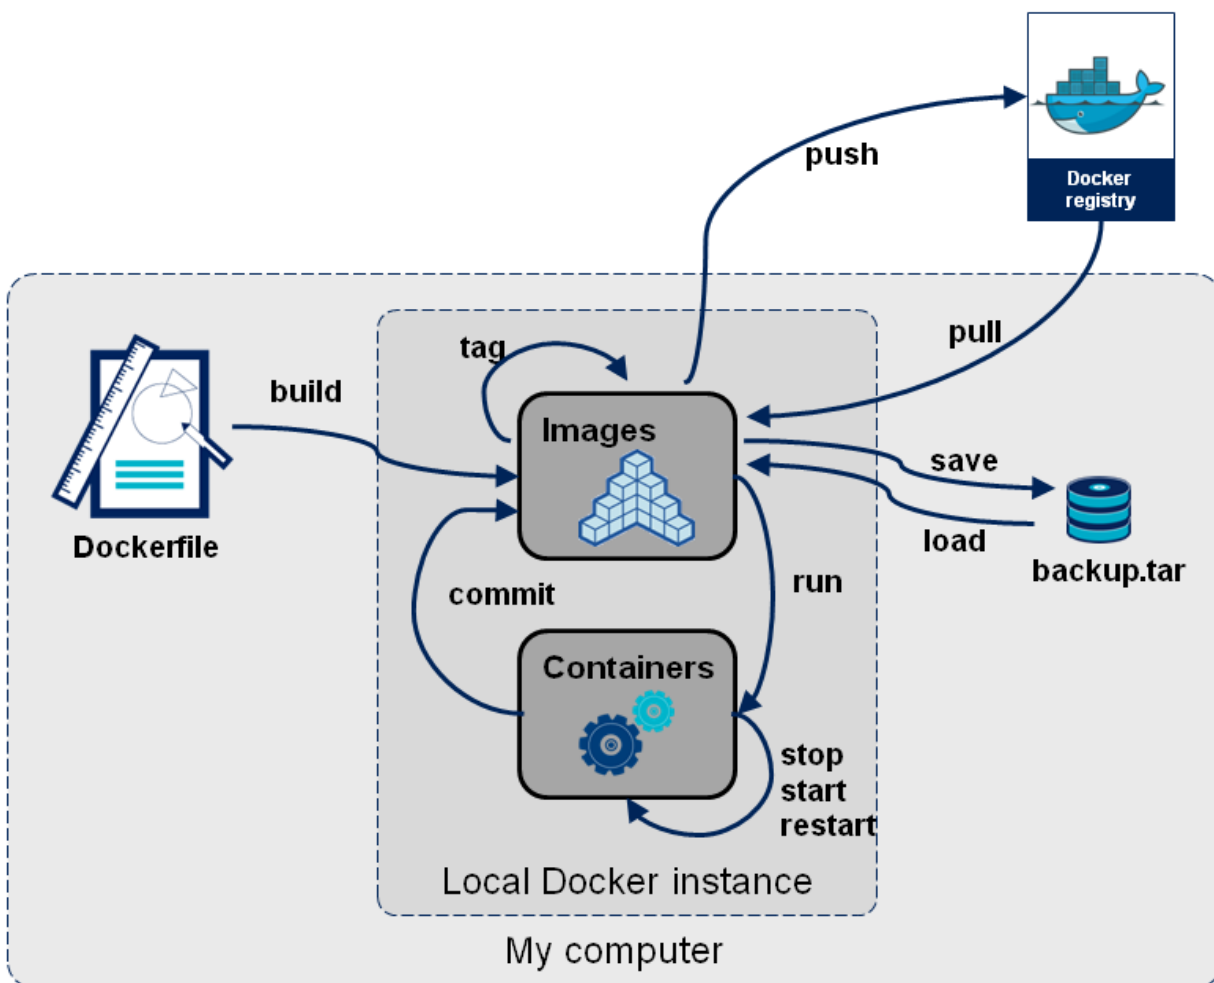 push
Docker
registry
pull
tag
build
Images
save
load
Dockerfile
backup.tar
commit
run
Containers
stop
start
restart
Local Docker instance
My computer